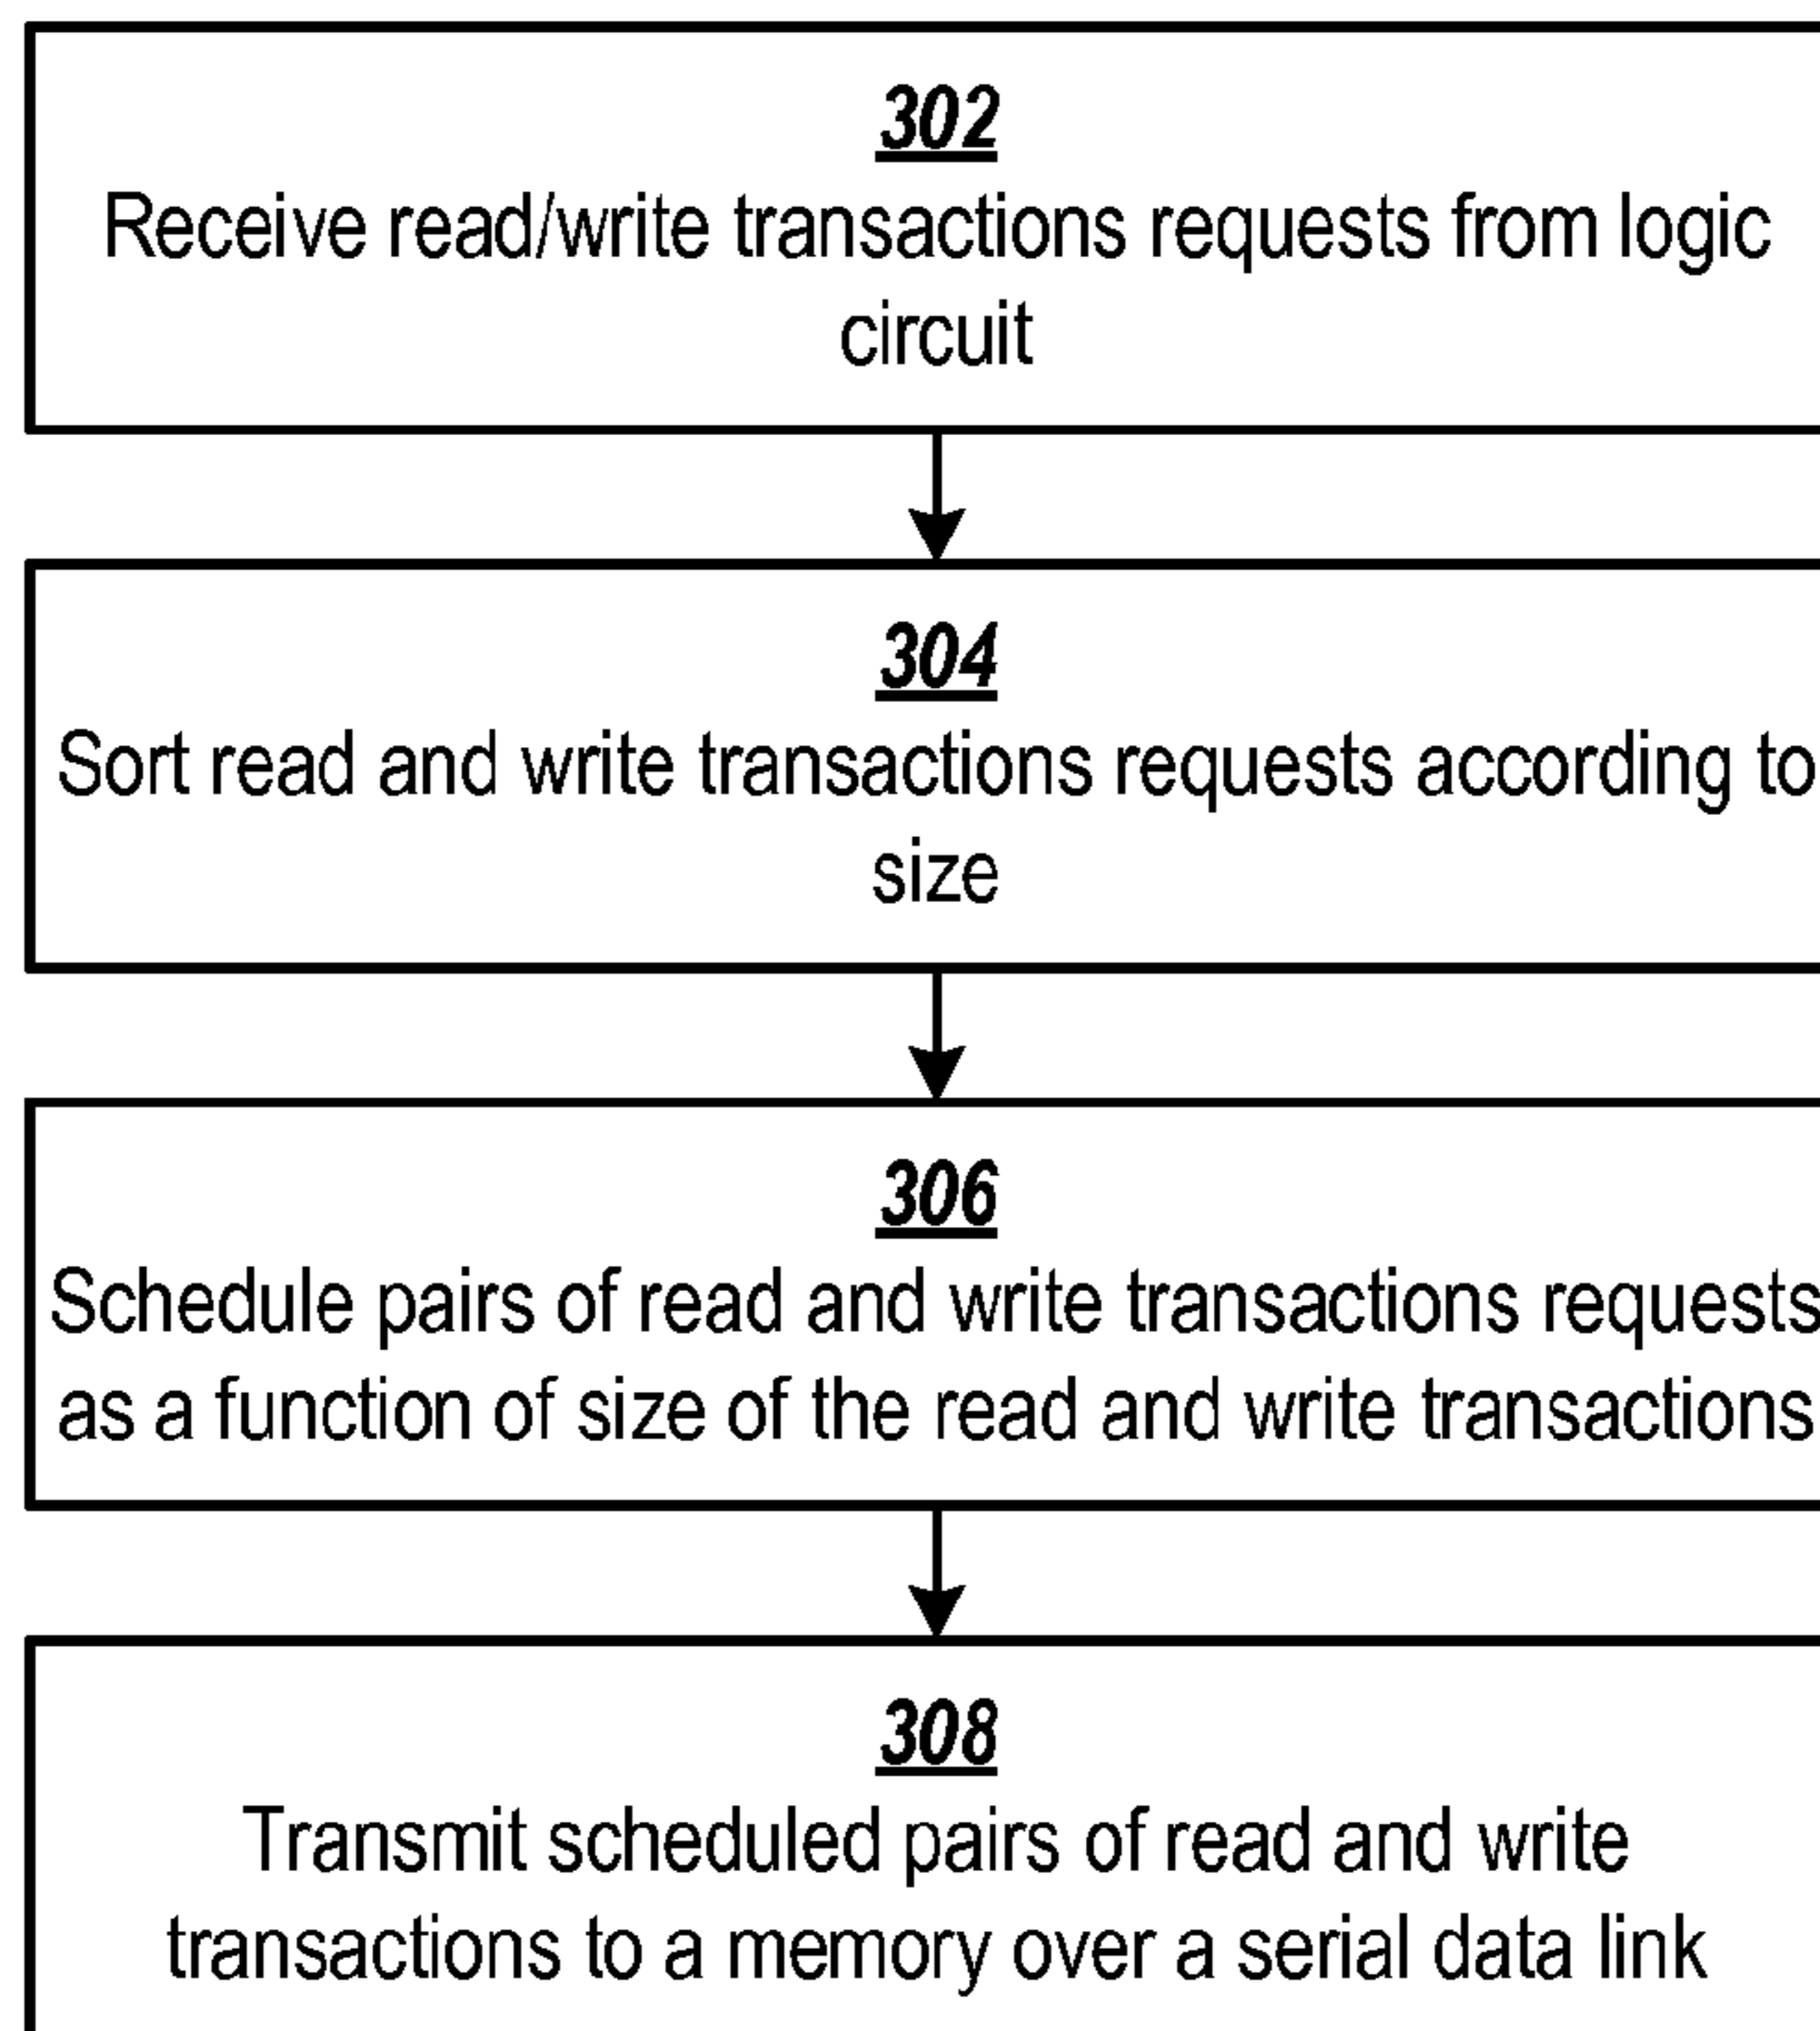 302
Receive read/write transactions requests from logic
circuit
304
Sort read and write transactions requests according to
size
306
Schedule pairs of read and write transactions requests
as a function of size of the read and write transactions
308
Transmit scheduled pairs of read and write
transactions to a memory over a serial data link